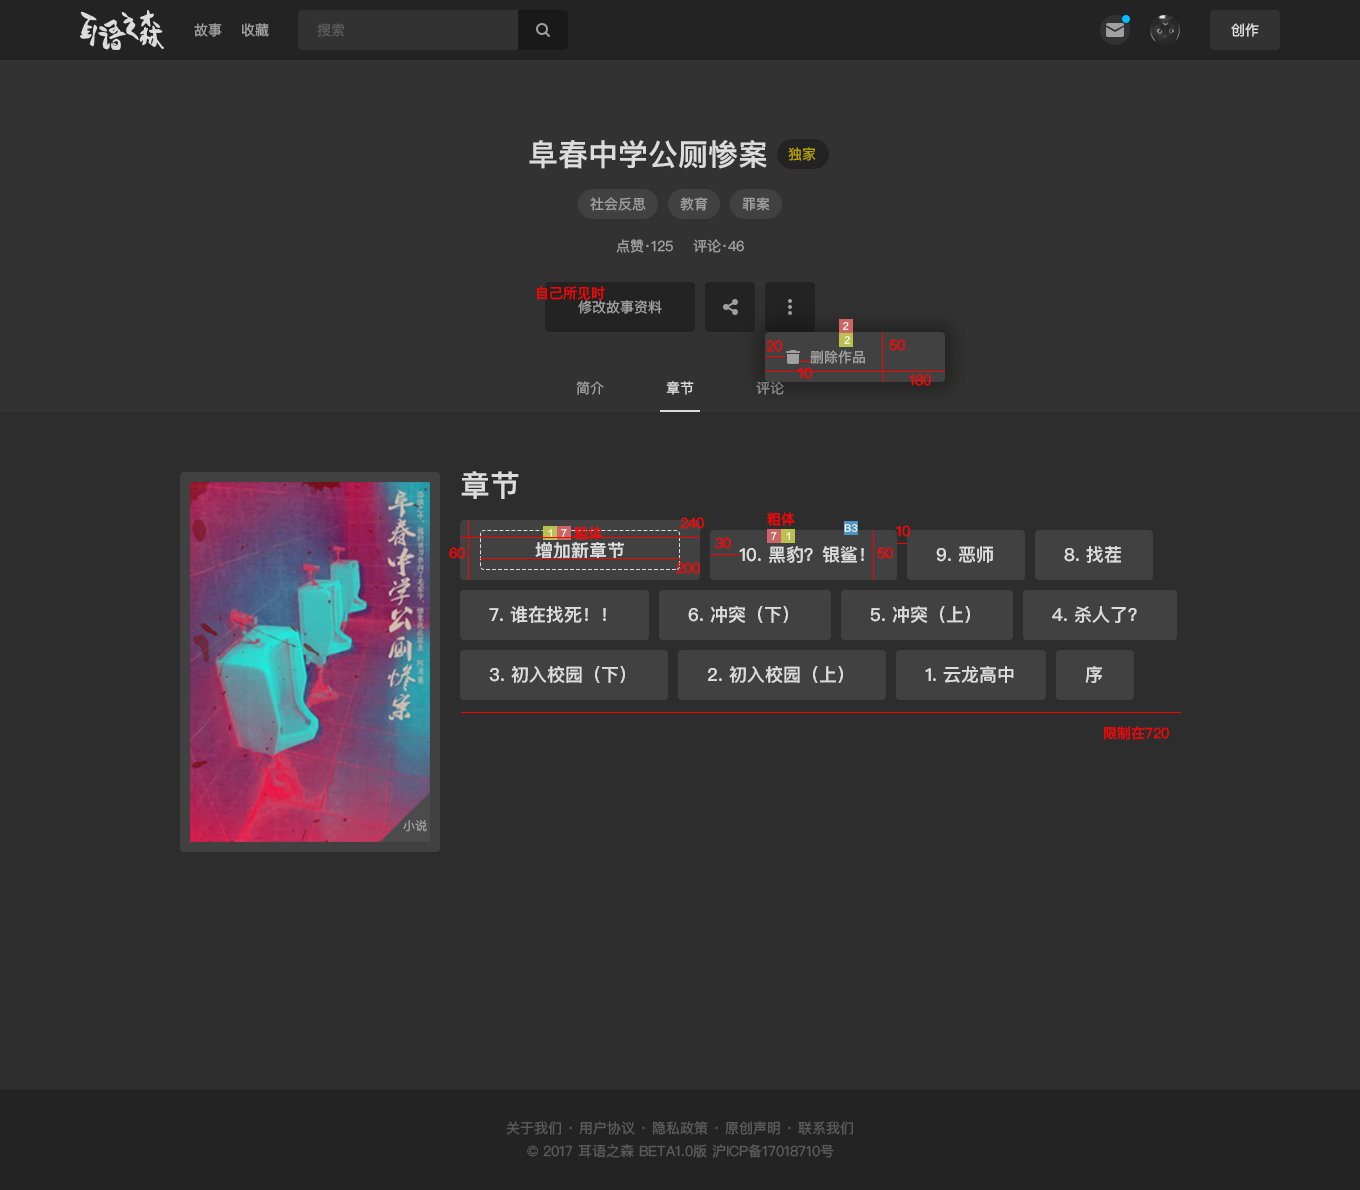 耳语之森
故事
收藏
搜索
创作
阜春中学公厕惨案
独家
社会反思
教育
罪案
点赞·125
评论·46
自己所见时
修改故事资料
2
2
20
删除作品
50
10
180
简介
章节
评论
章节
240
1
7
粗体
60
增加新章节
200
粗体
7
1
B3
10
30
10. 黑豹？银鲨！
50
9. 恶师
8. 找茬
7. 谁在找死！！
6. 冲突（下）
5. 冲突（上）
4. 杀人了？
3. 初入校园（下）
2. 初入校园（上）
1. 云龙高中
序
限制在720
阜春中学公厕惨案
小说
关于我们 · 用户协议 · 隐私政策 · 原创声明 · 联系我们
© 2017 耳语之森 BETA1.0版 沪ICP备17018710号